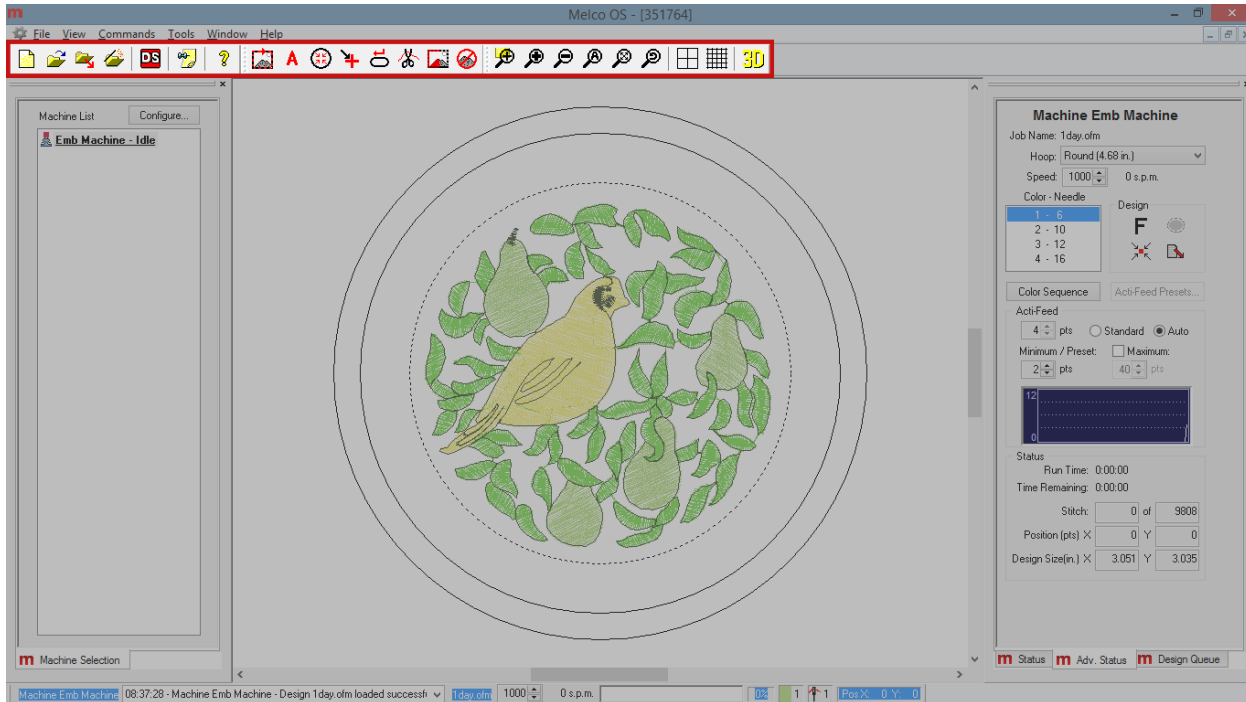 m
Melco OS - [351764]
File View Commands Tools Window Help
DS ? A 3D
Machine List Configure...
Emb Machine - Idle
Machine Selection
Machine Emb Machine
Job Name: 1day.ofm
Hoop: Round (4.68 in.)
Speed: 1000 0 s.p.m.
Color - Needle
1 - 6
2 - 10
3 - 12
4 - 16
Design
F
Color Sequence Acti-Feed Presets...
Acti-Feed
4 pts Standard Auto
Minimum / Preset: Maximum:
2 pts 40 pts
12
0
Status
Run Time: 0:00:00
Time Remaining: 0:00:00
Stitch: 0 of 9808
Position (pts) X 0 Y 0
Design Size(in.) X 3.051 Y 3.035
m Status m Adv. Status m Design Queue
Machine Emb Machine 08:37:28 - Machine Emb Machine - Design 1day.ofm loaded successf 1day.ofm 1000 0 s.p.m. 0% 1 1 Pos X: 0 Y: 0